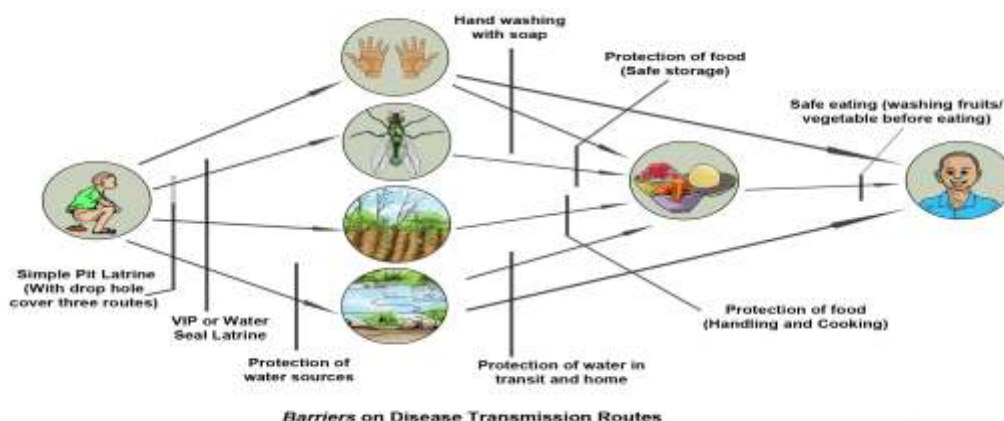 Hand washing
with soap
Protection of food
(Safe storage)
Safe eating (washing fruits/
vegetable before eating)
Simple Pit Latrine
(With drop hole
cover three routes)
VIP or Water
Seal Latrine
Protection of
water sources
Protection of water in
transit and home
Protection of food
(Handling and Cooking)
Barriers on Disease Transmission Routes